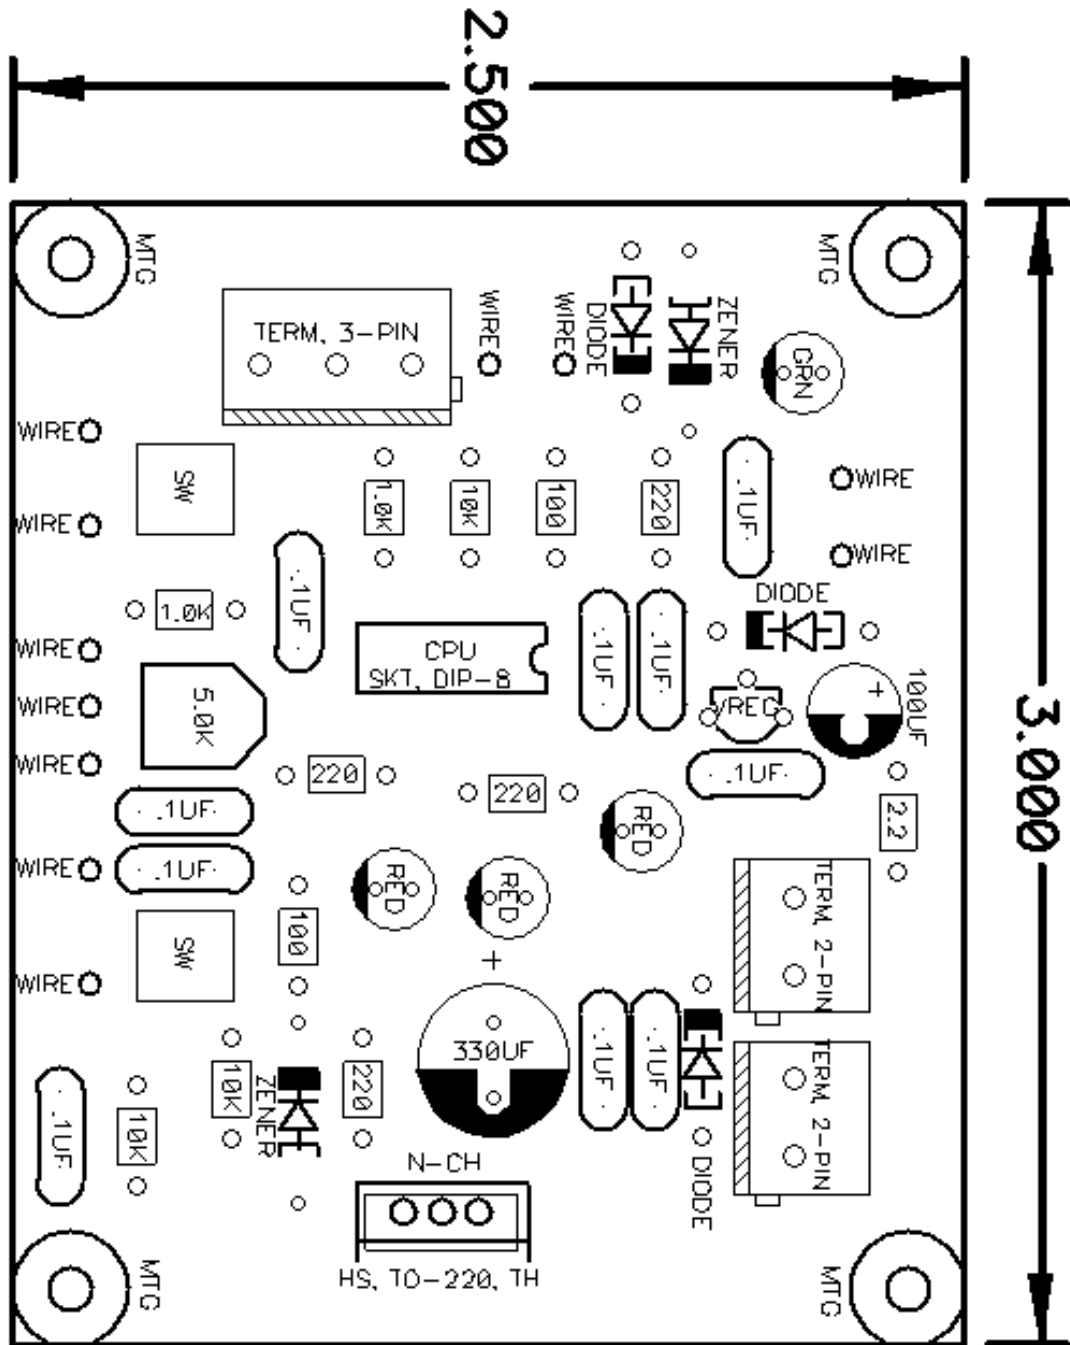 2.500
MTG
MTG
TERM, 3-PIN
WIRE
WIRE
DIODE
ZENER
GRN
WIRE
SW
WIRE
1.0K
10K
100
220
.1UF
WIRE
WIRE
DIODE
1.0K
.1UF
CPU
SKT, DIP-8
.1UF
.1UF
WIRE
5.0K
WIRE
WIRE
VREG
+
100UF
3.000
220
220
.1UF
2.2
.1UF
.1UF
WIRE
RED
RED
RED
TERM, 2-PIN
100
SW
WIRE
+
330UF
.1UF
.1UF
TERM, 2-PIN
10K
ZENER
220
.1UF
10K
DIODE
N-CH
HS, TO-220, TH
MTG
MTG